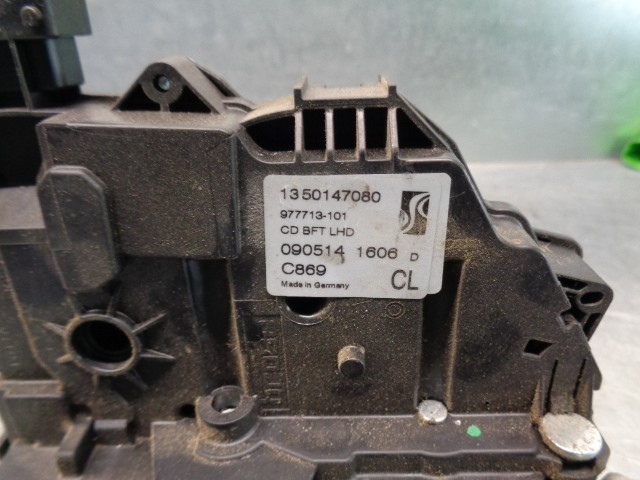 1350147080
977713-101
CD BFT LHD
090514 1606 D
C869
CL
Made in Germany